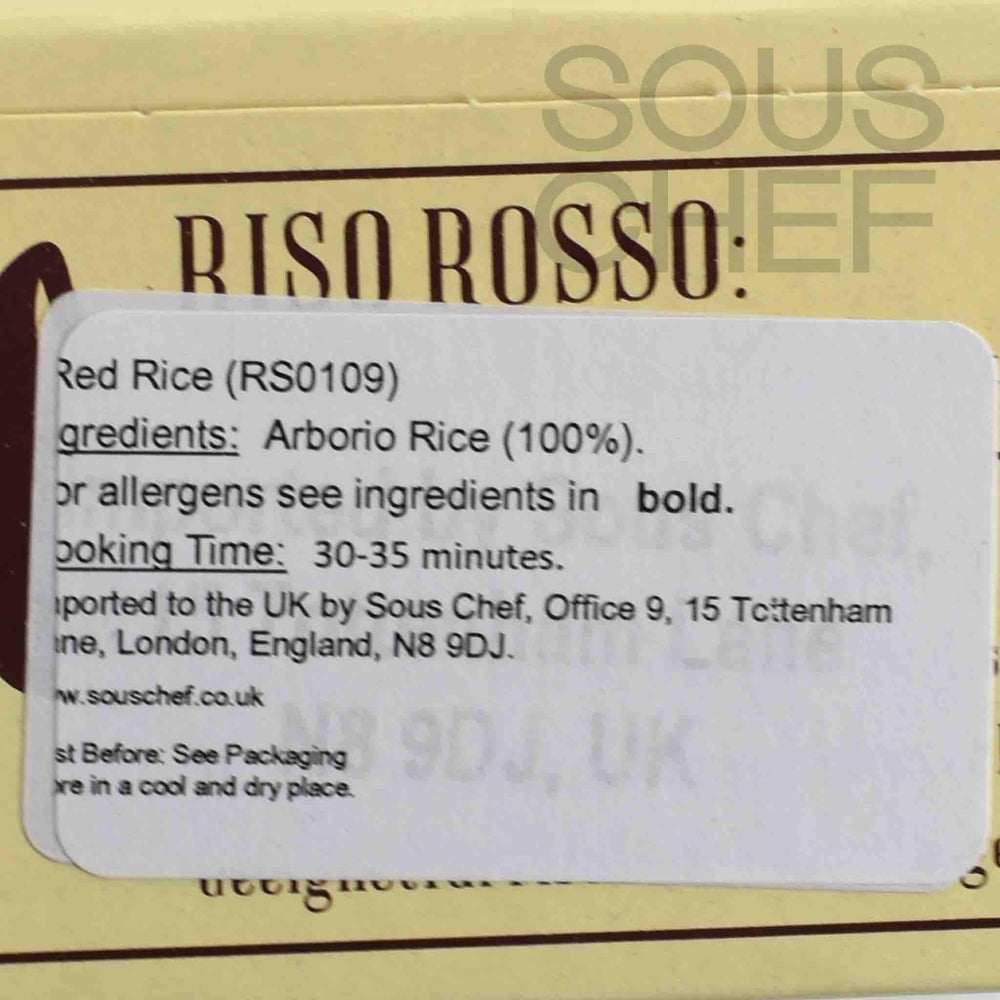 SOUS
CHEF
RISO ROSSO:
Red Rice (RS0109)
gredients: Arborio Rice (100%).
or allergens see ingredients in bold.
ooking Time: 30-35 minutes.
ported to the UK by Sous Chef, Office 9, 15 Tottenham
ne, London, England, N8 9DJ.
w.souschef.co.uk
st Before: See Packaging
re in a cool and dry place.